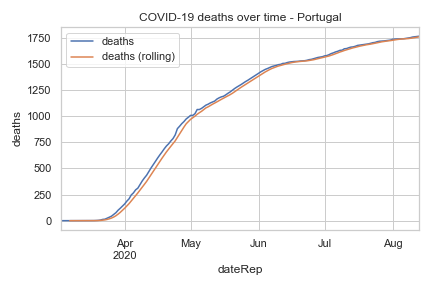 COVID-19 deaths over time - Portugal
deaths
deaths (rolling)
1750
1500
1250
1000
750
500
250
0
deaths
Apr
2020
May
Jun
Jul
Aug
dateRep